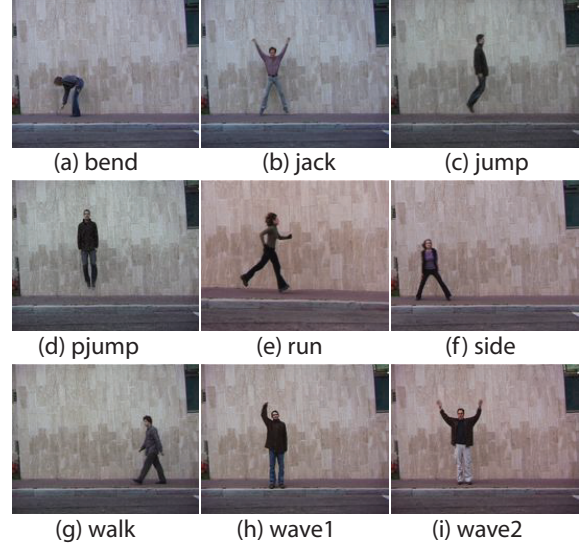 (a) bend
(b) jack
(c) jump
(d) pjump
(e) run
(f) side
(g) walk
(h) wave1
(i) wave2